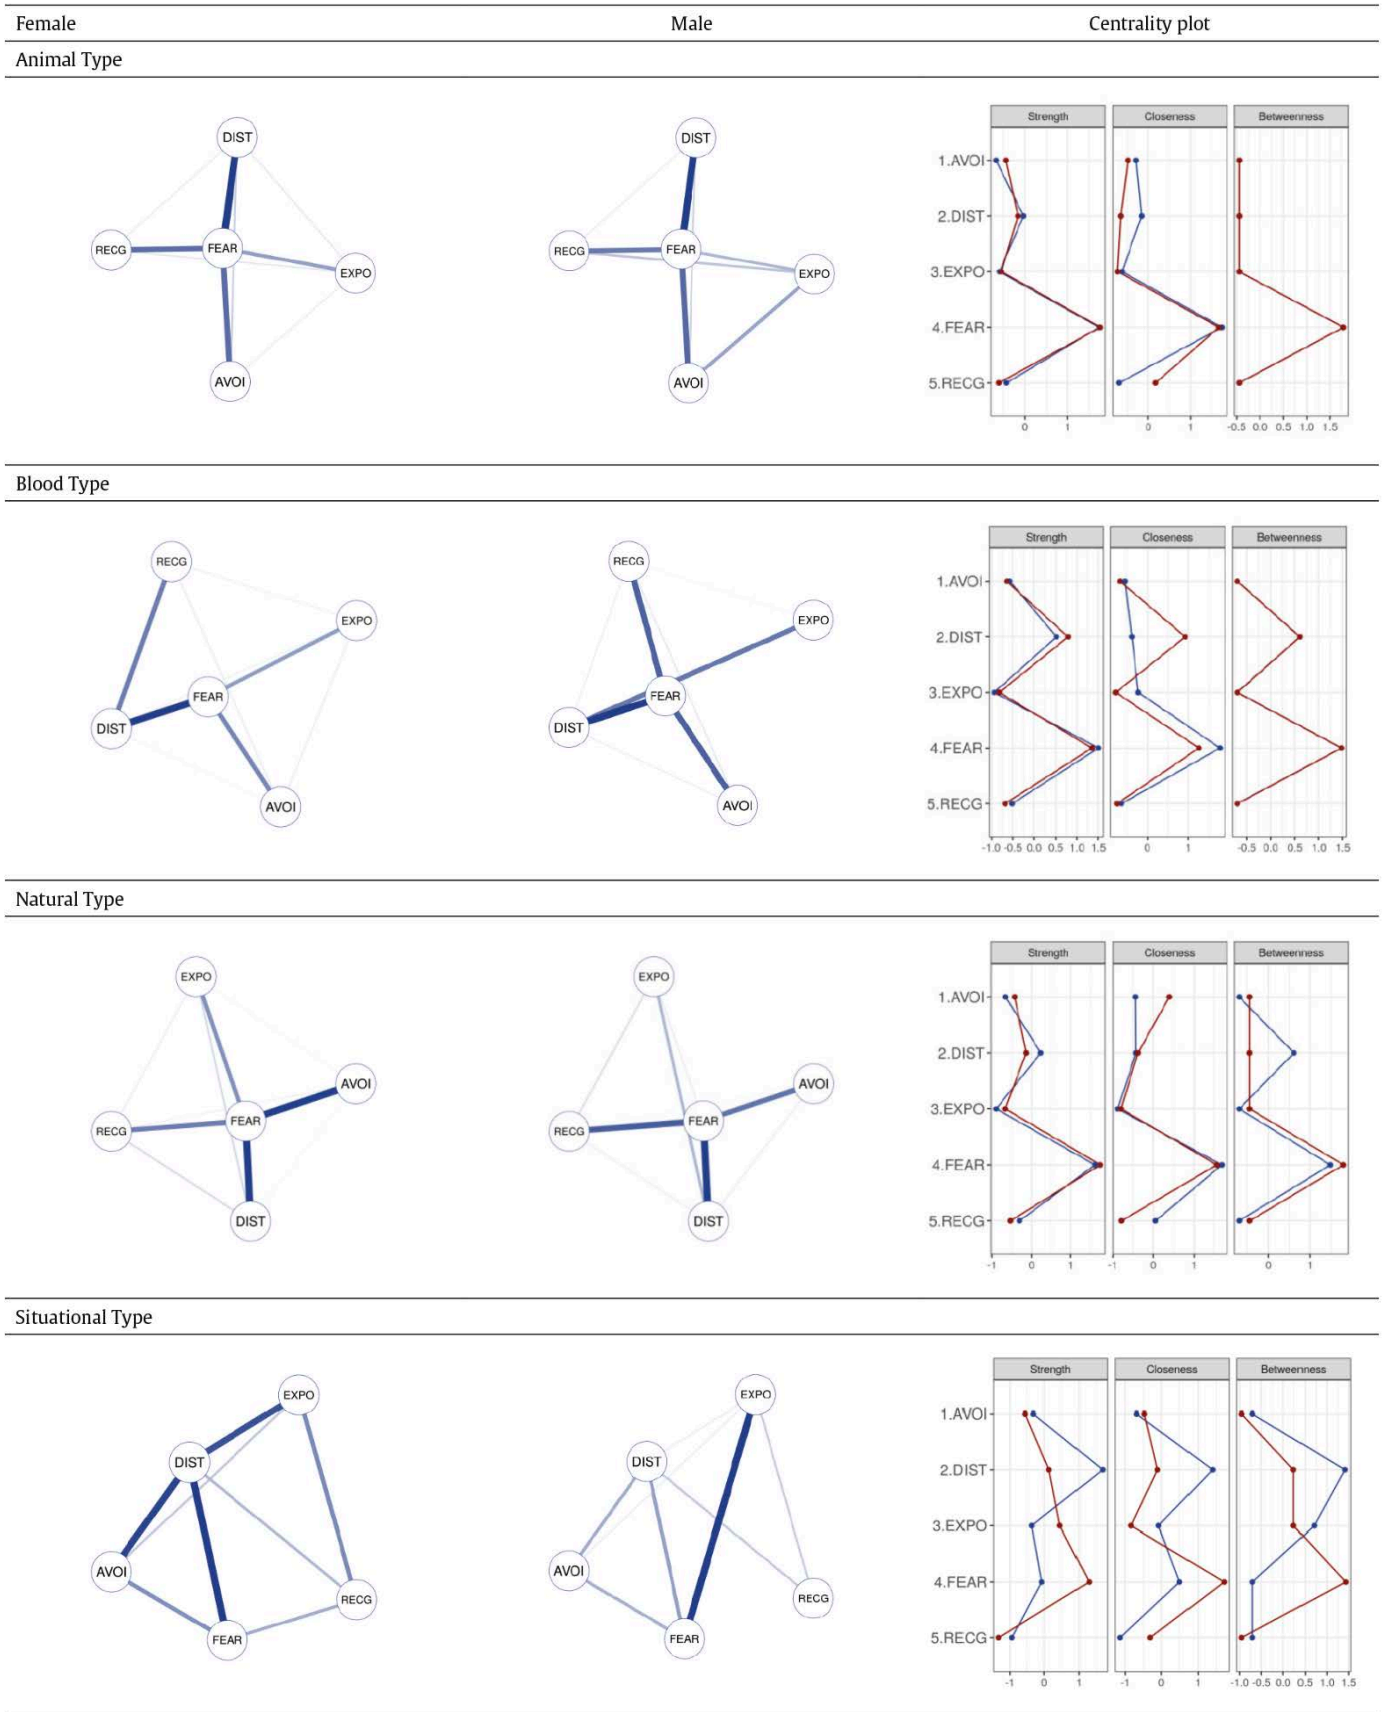 Female Male Centrality plot
Animal Type
DIST
RECG FEAR
EXPO
AVOI
DIST
RECG FEAR
EXPO
AVOI
Strength Closeness Betweenness
1.AVOI
2.DIST
3.EXPO
4.FEAR
5.RECG
0 1 0 1 -0.5 0.0 0.5 1.0 1.5
Blood Type
RECG
EXPO
FEAR
DIST
AVOI
RECG
EXPO
FEAR
DIST
AVOI
Strength Closeness Betweenness
1.AVOI
2.DIST
3.EXPO
4.FEAR
5.RECG
-1.0 -0.5 0.0 0.5 1.0 1.5 0 1 -0.5 0.0 0.5 1.0 1.5
Natural Type
EXPO
AVOI
FEAR
RECG
DIST
EXPO
AVOI
FEAR
RECG
DIST
Strength Closeness Betweenness
1.AVOI
2.DIST
3.EXPO
4.FEAR
5.RECG
-1 0 1 -1 0 1 0 1
Situational Type
EXPO
DIST
AVOI
RECG
FEAR
EXPO
DIST
AVOI
RECG
FEAR
Strength Closeness Betweenness
1.AVOI
2.DIST
3.EXPO
4.FEAR
5.RECG
-1 0 1 -1 0 1 -1.0 -0.5 0.0 0.5 1.0 1.5